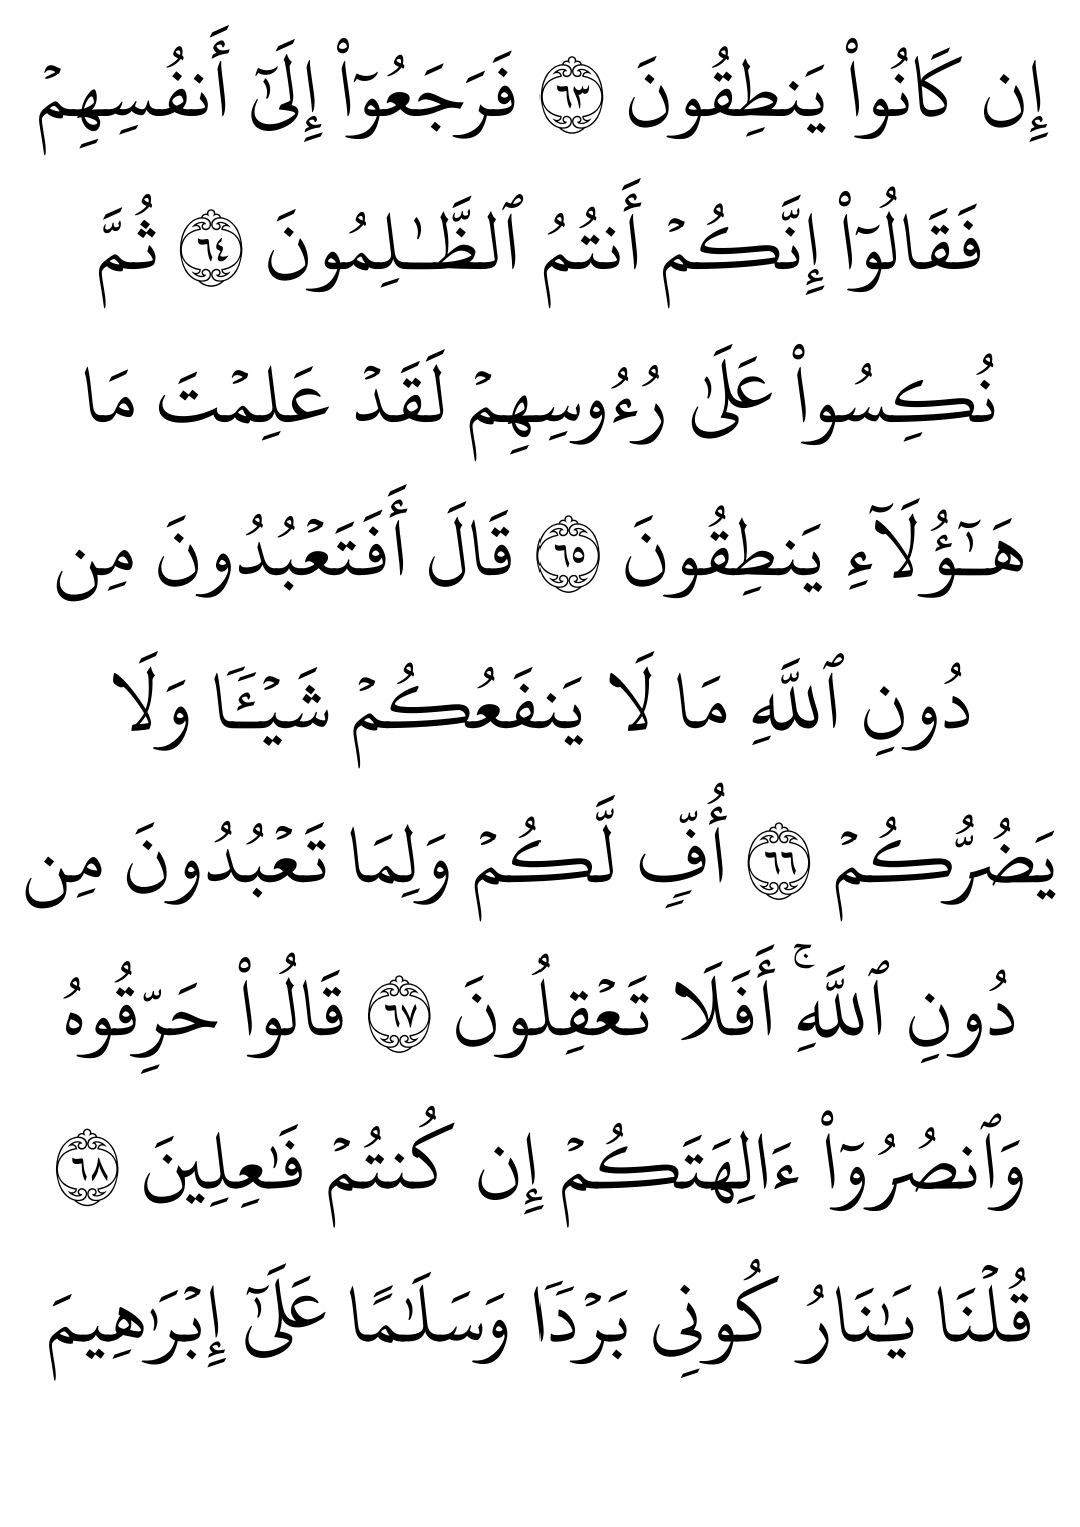 إِن كَانُوا۟ يَنطِقُونَ ٦٣ فَرَجَعُوٓا۟ إِلَىٰٓ أَنفُسِهِمۡ
فَقَالُوٓا۟ إِنَّكُمۡ أَنتُمُ ٱلظَّـٰلِمُونَ ٦٤ ثُمَّ
نُكِسُوا۟ عَلَىٰ رُءُوسِهِمۡ لَقَدۡ عَلِمۡتَ مَا
هَـٰٓؤُلَآءِ يَنطِقُونَ ٦٥ قَالَ أَفَتَعۡبُدُونَ مِن
دُونِ ٱللَّهِ مَا لَا يَنفَعُكُمۡ شَيۡـࣰٔا وَلَا
يَضُرُّكُمۡ ٦٦ أُفࣲّ لَّكُمۡ وَلِمَا تَعۡبُدُونَ مِن
دُونِ ٱللَّهِۚ أَفَلَا تَعۡقِلُونَ ٦٧ قَالُوا۟ حَرِّقُوهُ
وَٱنصُرُوٓا۟ ءَالِهَتَكُمۡ إِن كُنتُمۡ فَـٰعِلِينَ ٦٨
قُلۡنَا يَـٰنَارُ كُونِی بَرۡدࣰا وَسَلَـٰمًا عَلَىٰٓ إِبۡرَ ٰ⁠هِیمَ